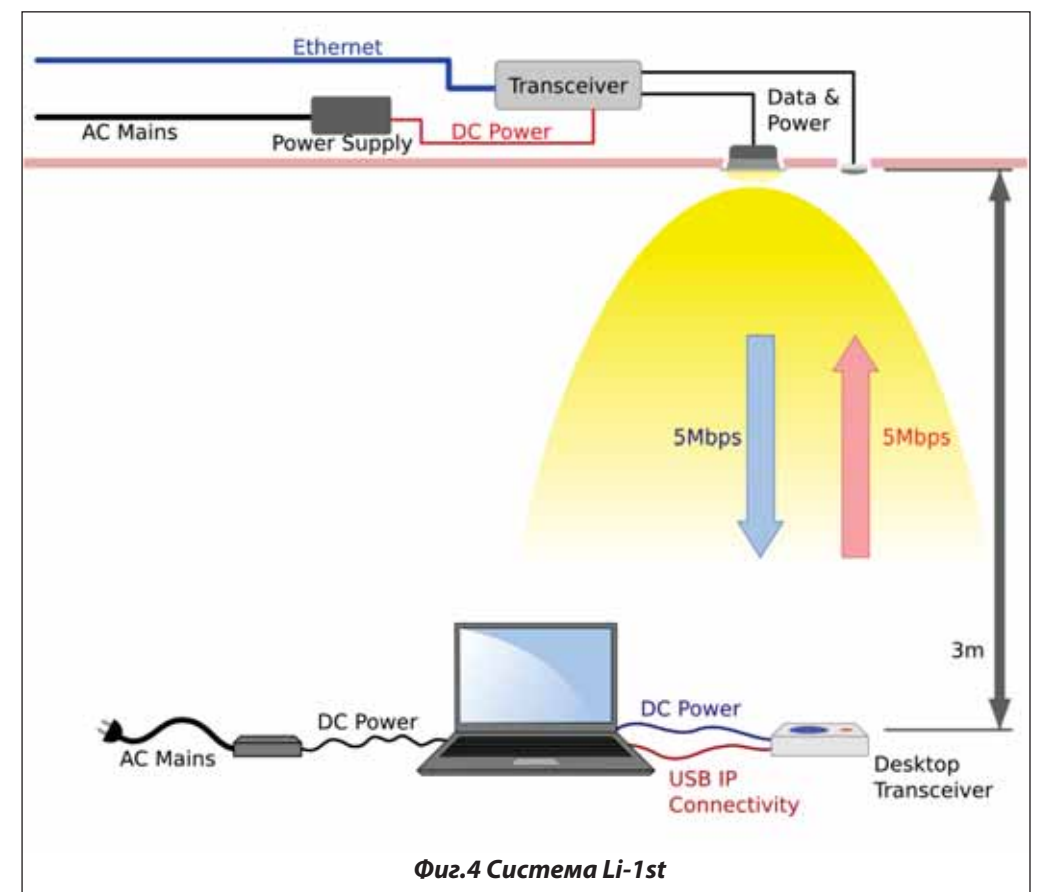 Ethernet
Transceiver
Data &
Power
AC Mains
Power Supply
DC Power
5Mbps
5Mbps
3m
DC Power
DC Power
AC Mains
USB IP
Connectivity
Desktop
Transceiver
Фиг.4 Система Li-1st